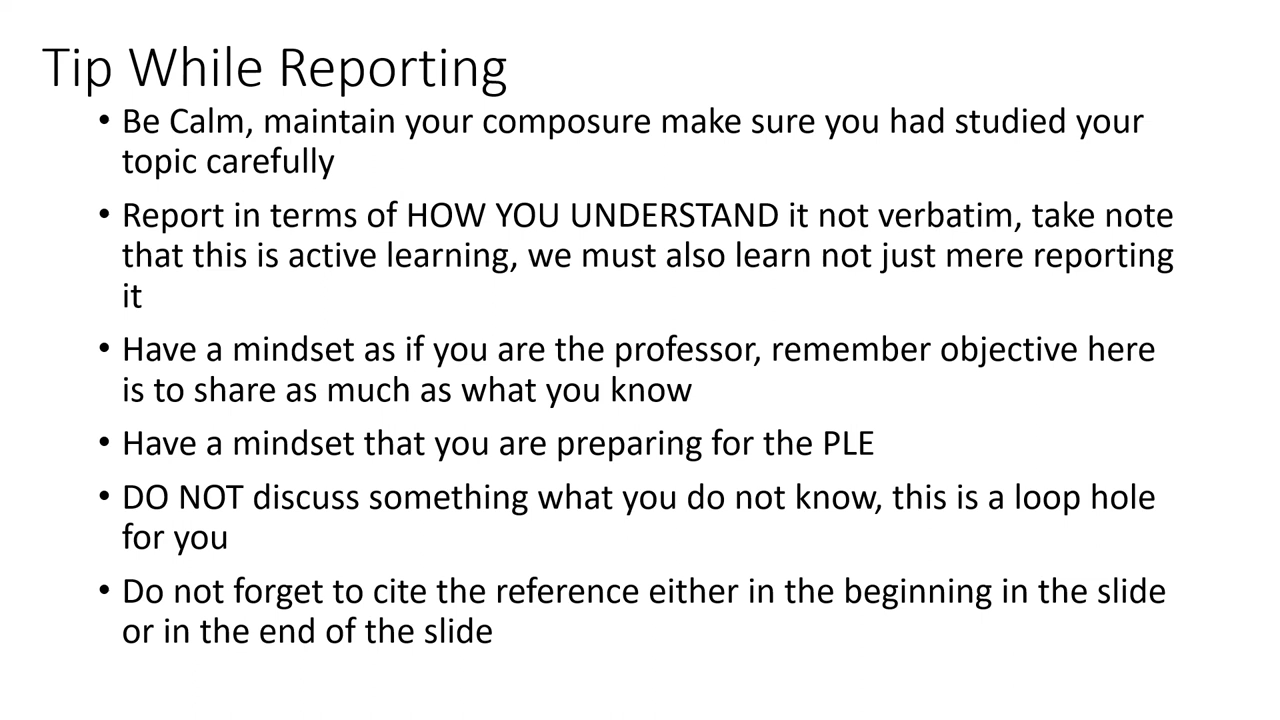 Tip While Reporting
• Be Calm, maintain your composure make sure you had studied your
topic carefully
• Report in terms of HOW YOU UNDERSTAND it not verbatim, take note
that this is active learning, we must also learn not just mere reporting
it
• Have a mindset as if you are the professor, remember objective here
is to share as much as what you know
• Have a mindset that you are preparing for the PLE
• DO NOT discuss something what you do not know, this is a loop hole
for you
• Do not forget to cite the reference either in the beginning in the slide
or in the end of the slide